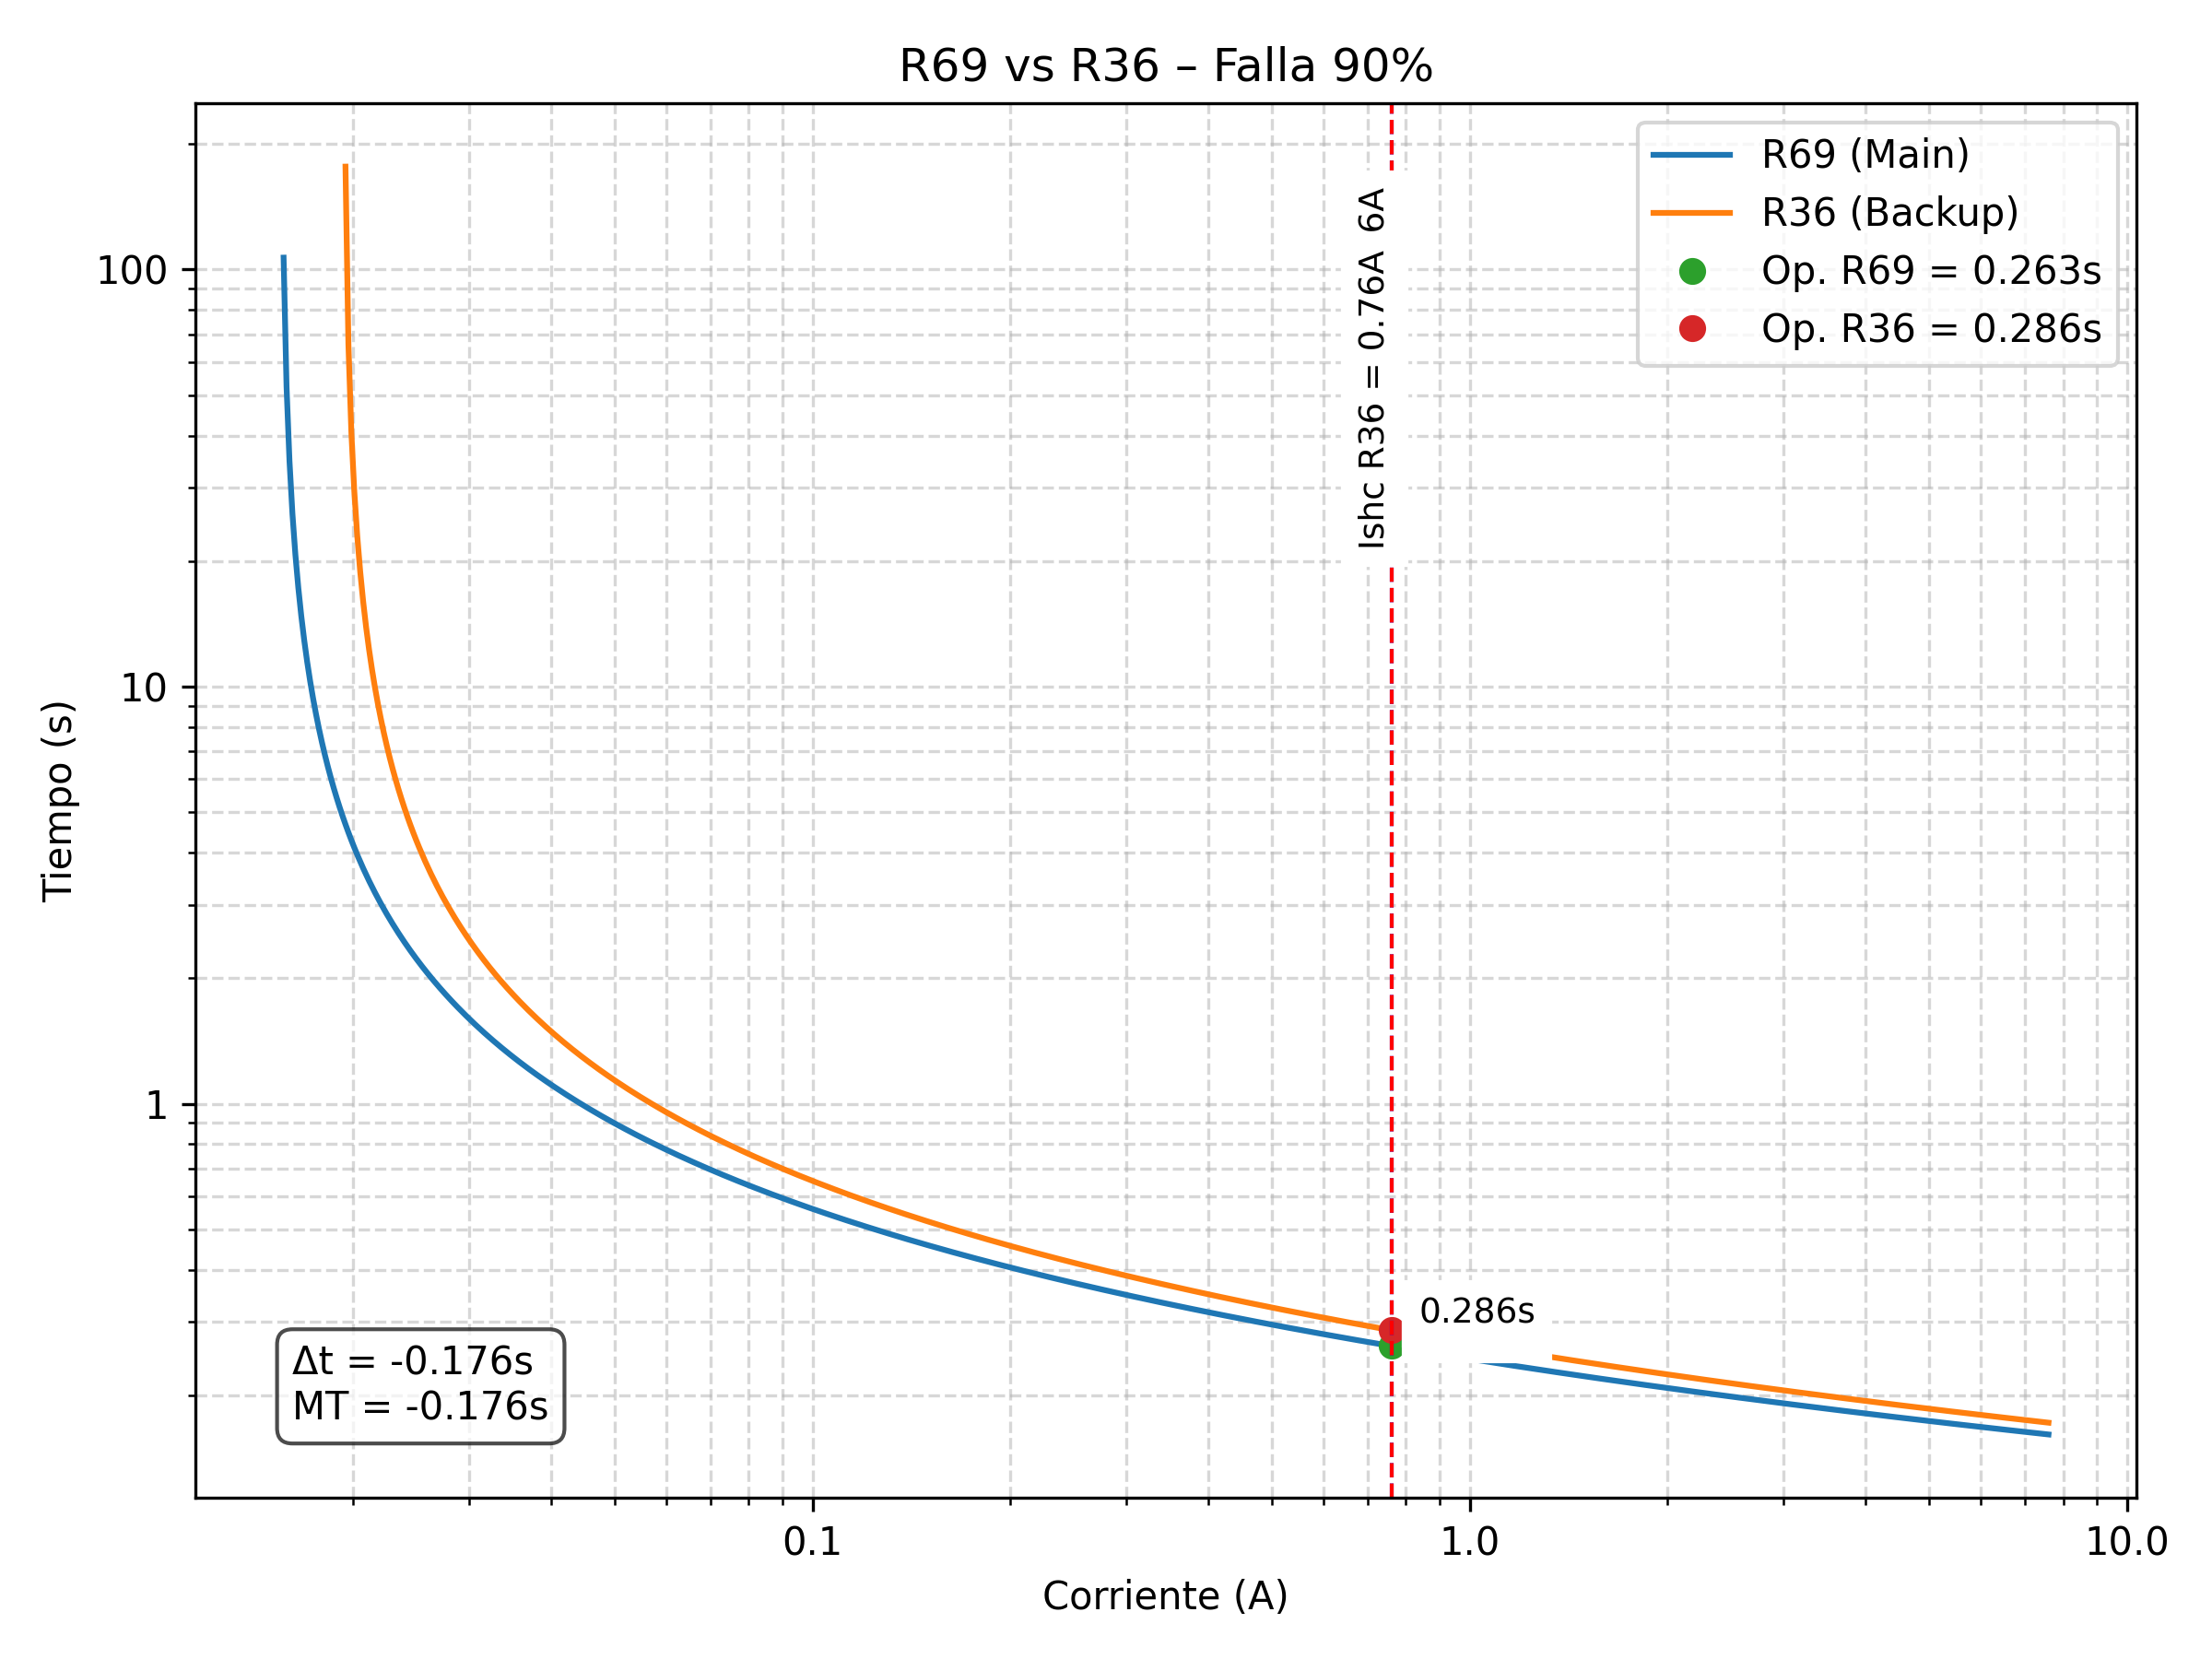 R69 vs R36 – Falla 90%
R69 (Main)
R36 (Backup)
Op. R69 = 0.263s
Op. R36 = 0.286s
Ishc R36 = 0.76A 6A
100
10
1
Tiempo (s)
0.286s
Δt = -0.176s
MT = -0.176s
0.1
1.0
10.0
Corriente (A)